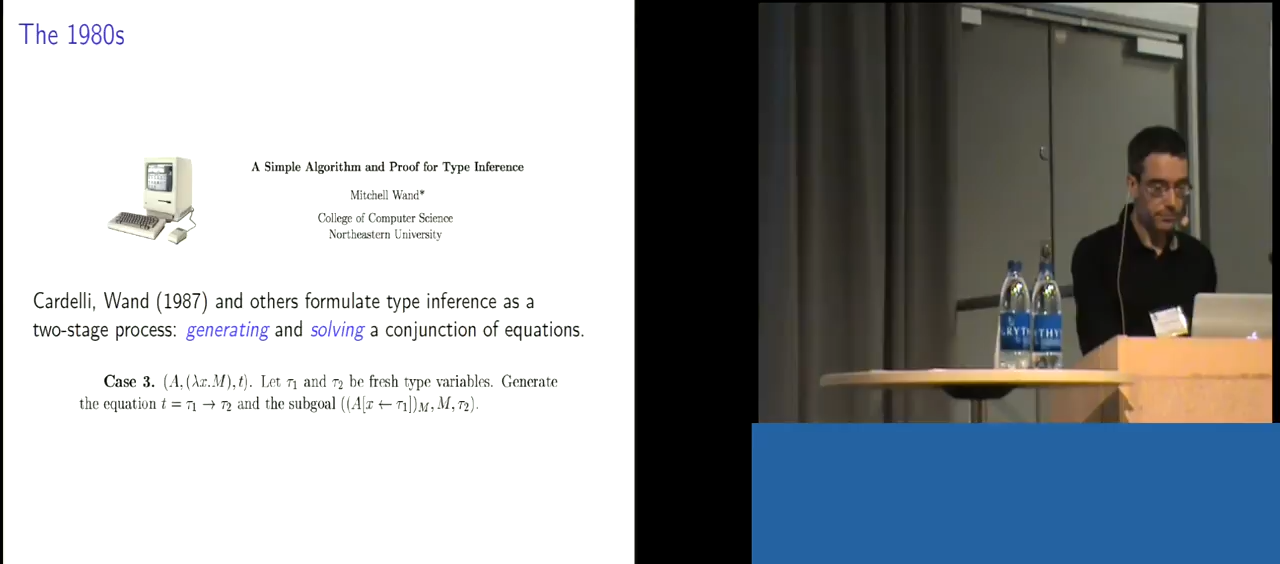 The 1980s
A Simple Algorithm and Proof for Type Inference
Mitchell Wand*
College of Computer Science
Northeastern University
Cardelli, Wand (1987) and others formulate type inference as a
two-stage process: generating and solving a conjunction of equations.
Case 3. (A, (λx.M), t). Let τ₁ and τ₂ be fresh type variables. Generate
the equation t = τ₁ → τ₂ and the subgoal ((A[x ← τ₁])_M, M, τ₂).